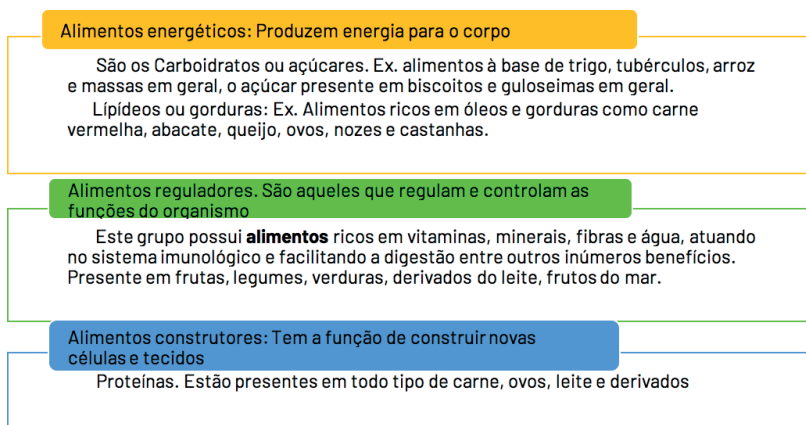 Alimentos energéticos: Produzem energia para o corpo
São os Carboidratos ou açúcares. Ex. alimentos à base de trigo, tubérculos, arroz
e massas em geral, o açúcar presente em biscoitos e guloseimas em geral.
Lípídeos ou gorduras: Ex. Alimentos ricos em óleos e gorduras como carne
vermelha, abacate, queijo, ovos, nozes e castanhas.
Alimentos reguladores. São aqueles que regulam e controlam as
funções do organismo
Este grupo possui alimentos ricos em vitaminas, minerais, fibras e água, atuando
no sistema imunológico e facilitando a digestão entre outros inúmeros benefícios.
Presente em frutas, legumes, verduras, derivados do leite, frutos do mar.
Alimentos construtores: Tem a função de construir novas
células e tecidos
Proteínas. Estão presentes em todo tipo de carne, ovos, leite e derivados